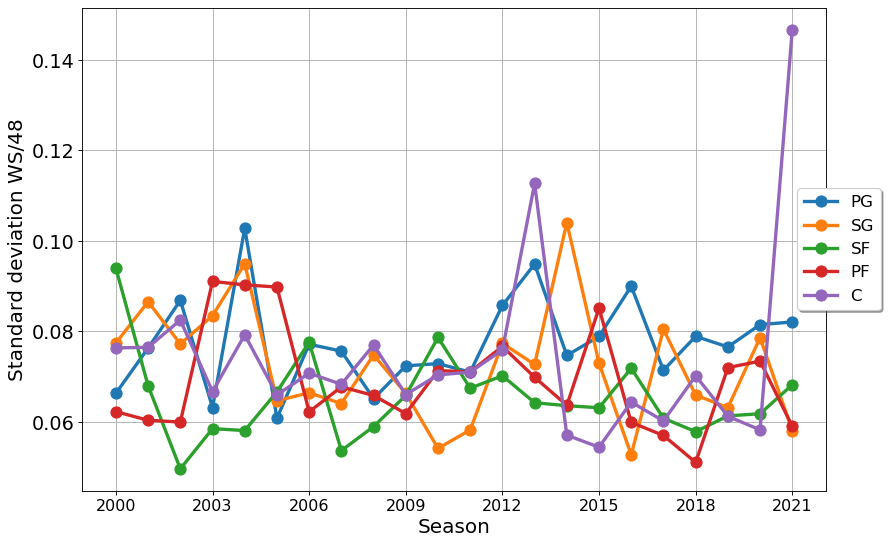 Standard deviation WS/48
0.14
0.12
0.10
0.08
0.06
2000 2003 2006 2009 2012 2015 2018 2021
Season
PG
SG
SF
PF
C